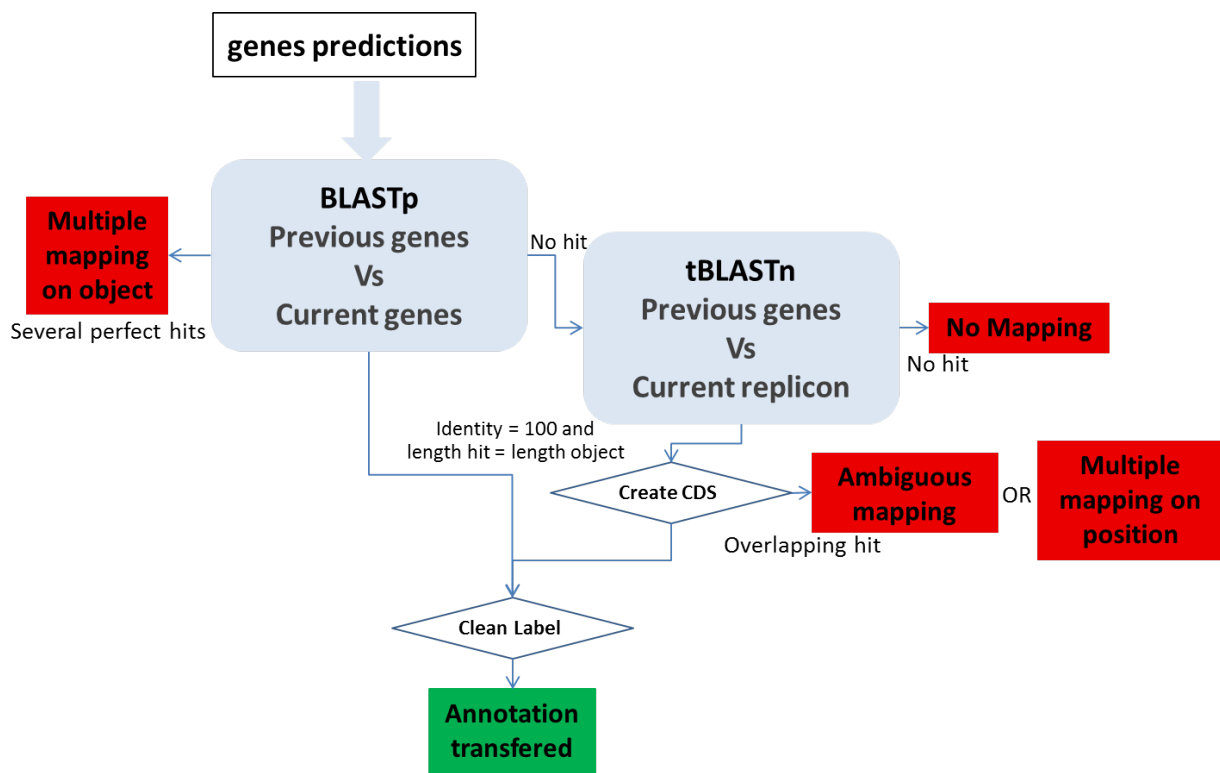 genes predictions
BLASTp
Previous genes
Vs
Current genes
Multiple
mapping
on object
Several perfect hits
No hit
tBLASTn
Previous genes
Vs
Current replicon
No Mapping
No hit
Identity = 100 and
length hit = length object
Create CDS
Ambiguous
mapping
OR
Multiple
mapping on
position
Overlapping hit
Clean Label
Annotation
transfered